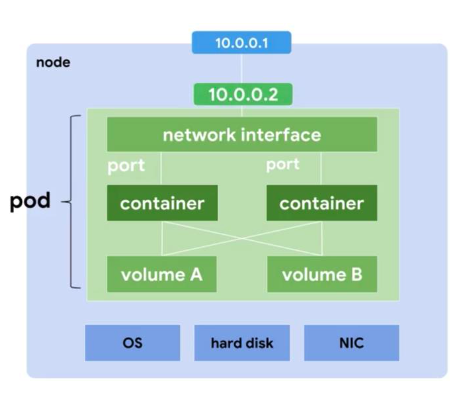 10.0.0.1
node
10.0.0.2
network interface
port port
pod
container container
volume A volume B
OS hard disk NIC